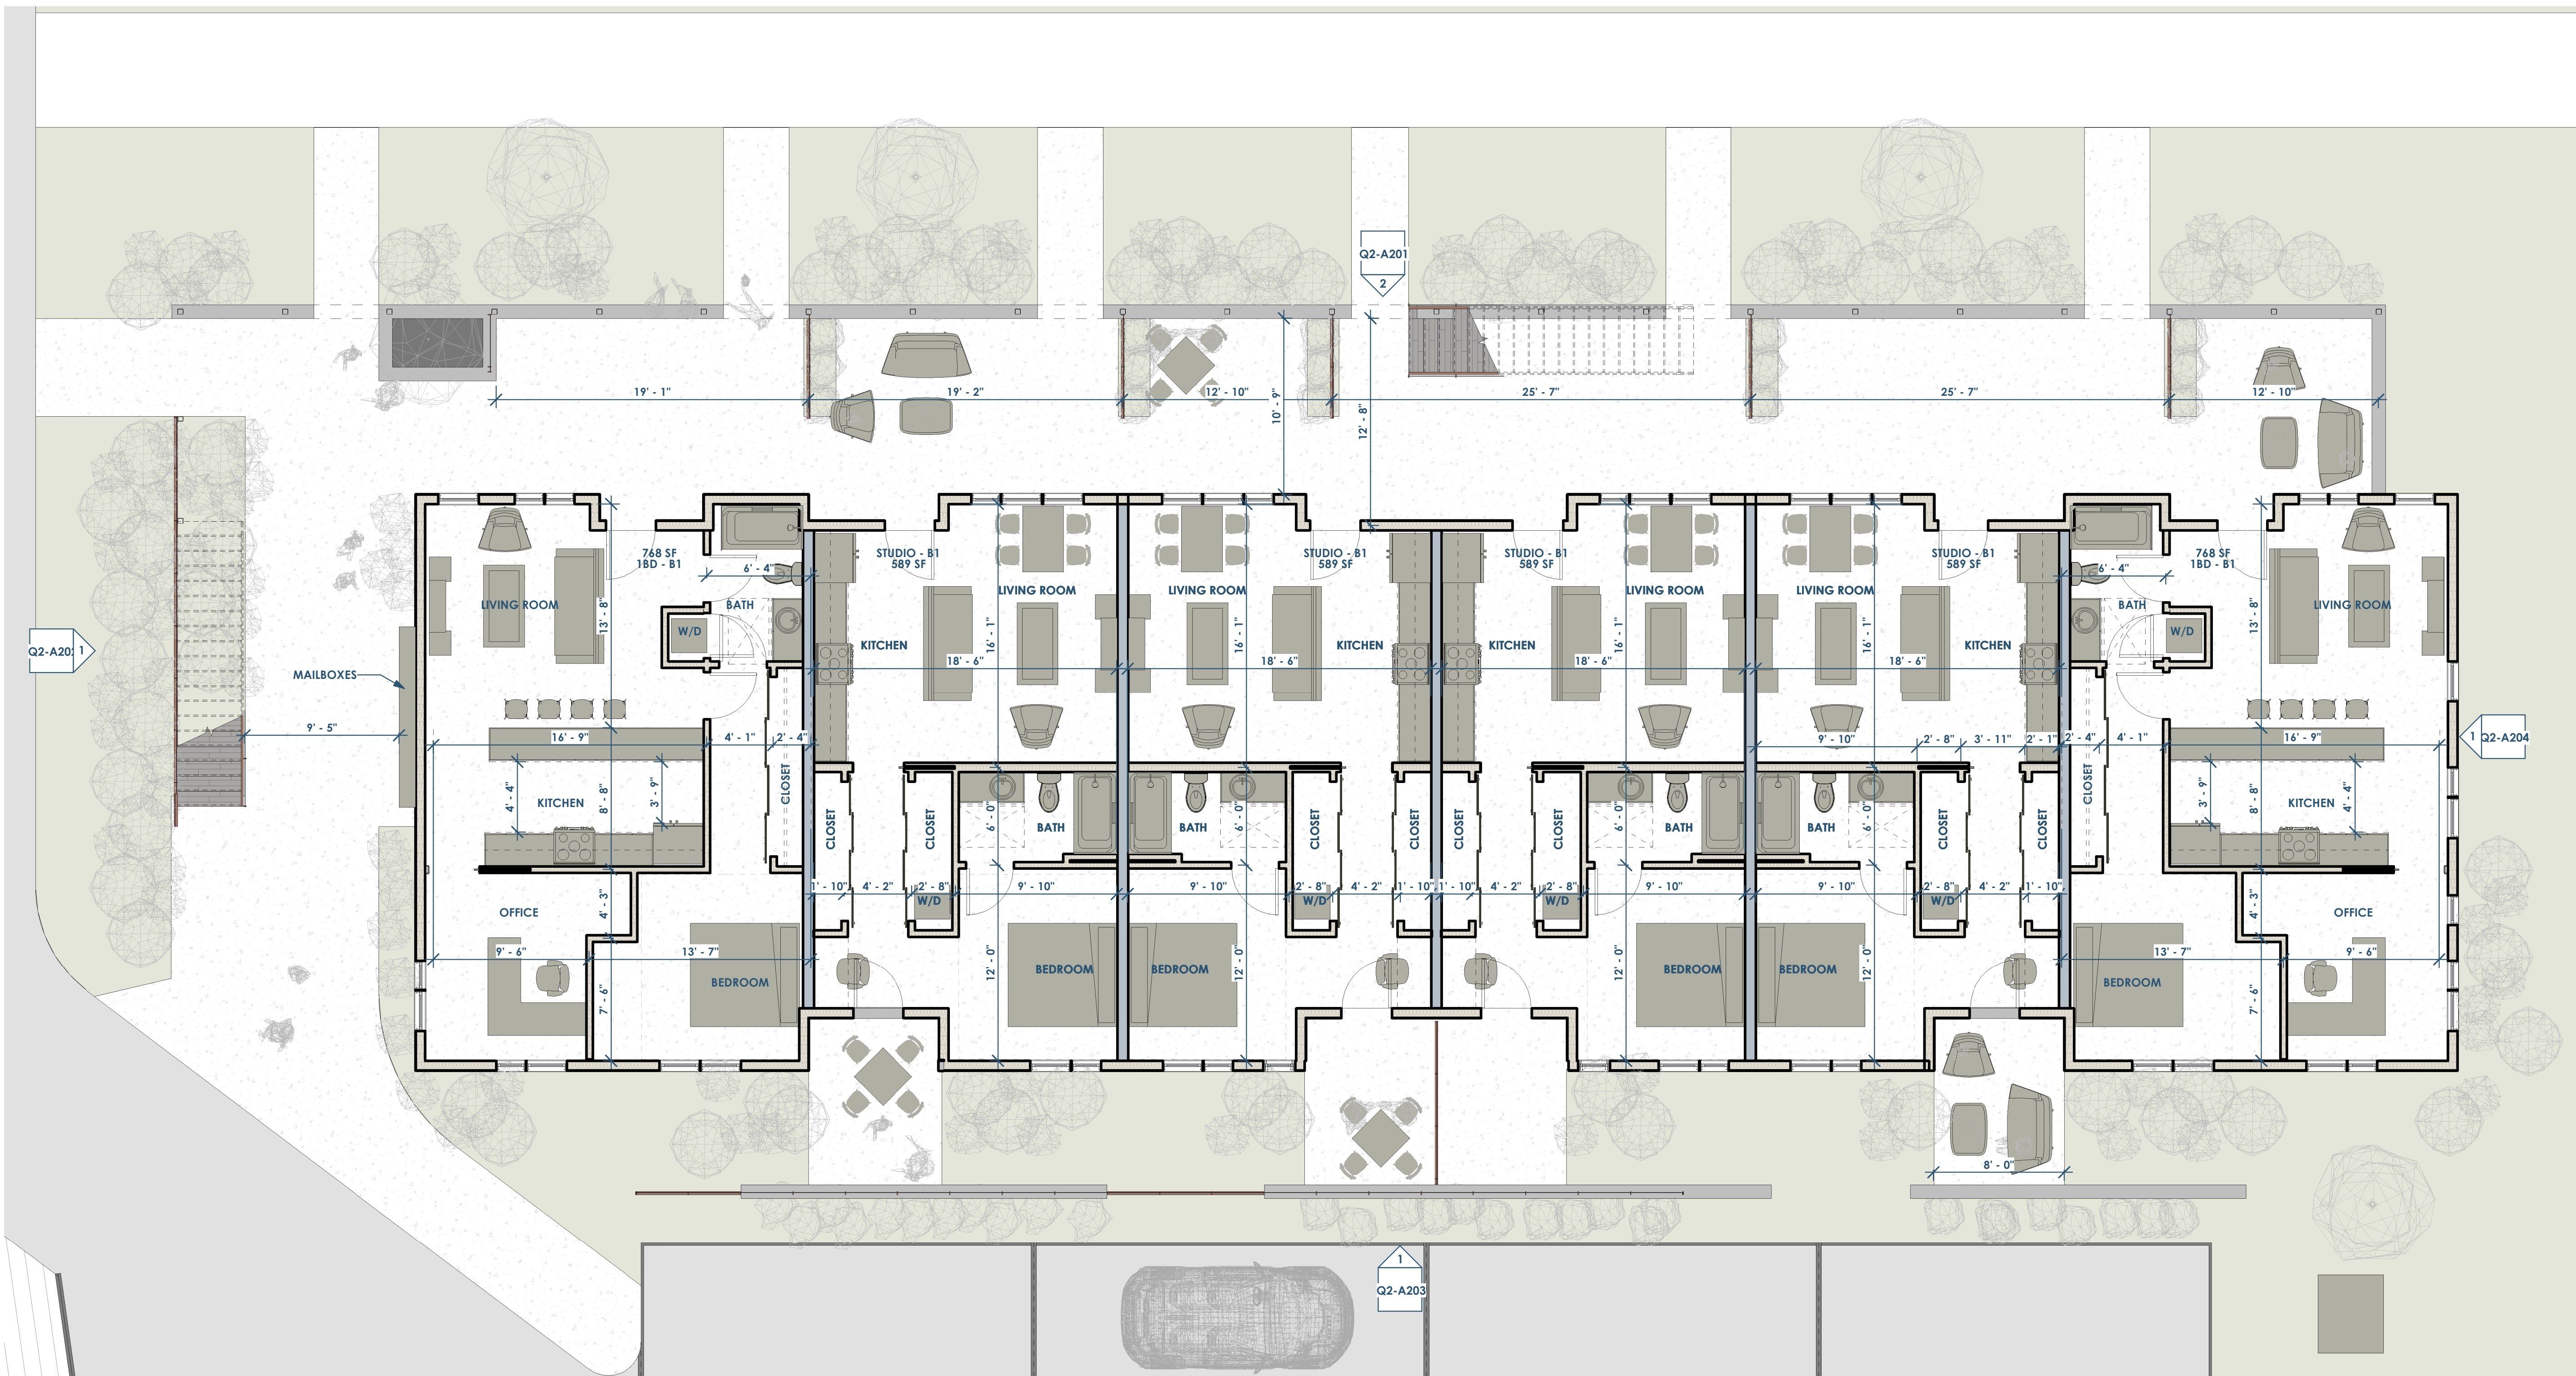 Q2-A201
2
19' - 1"
19' - 2"
12' - 10"
10' - 9"
12' - 8"
25' - 7"
25' - 7"
12' - 10"
768 SF
1BD - B1
6' - 4"
STUDIO - B1
589 SF
STUDIO - B1
589 SF
STUDIO - B1
589 SF
STUDIO - B1
589 SF
768 SF
1BD - B1
6' - 4"
LIVING ROOM
13' - 8"
BATH
W/D
KITCHEN
LIVING ROOM
16' - 1"
18' - 6"
LIVING ROOM
16' - 1"
18' - 6"
KITCHEN
KITCHEN
LIVING ROOM
16' - 1"
18' - 6"
LIVING ROOM
16' - 1"
18' - 6"
KITCHEN
BATH
W/D
13' - 8"
LIVING ROOM
1
MAILBOXES
9' - 5"
16' - 9"
4' - 1"
2' - 4"
9' - 10"
2' - 8"
3' - 11"
2' - 1"
2' - 4"
4' - 1"
16' - 9"
1
Q2-A204
4' - 4"
KITCHEN
8' - 8"
3' - 9"
CLOSET
CLOSET
CLOSET
6' - 0"
BATH
BATH
6' - 0"
CLOSET
CLOSET
CLOSET
CLOSET
6' - 0"
BATH
BATH
6' - 0"
CLOSET
CLOSET
CLOSET
3' - 9"
8' - 8"
KITCHEN
4' - 4"
1' - 10"
4' - 2"
2' - 8"
W/D
9' - 10"
9' - 10"
2' - 8"
W/D
4' - 2"
1' - 10"
1' - 10"
4' - 2"
2' - 8"
W/D
9' - 10"
9' - 10"
2' - 8"
W/D
4' - 2"
1' - 10"
OFFICE
4' - 3"
9' - 6"
13' - 7"
7' - 6"
BEDROOM
12' - 0"
BEDROOM
BEDROOM
12' - 0"
12' - 0"
BEDROOM
BEDROOM
12' - 0"
4' - 3"
OFFICE
13' - 7"
9' - 6"
BEDROOM
7' - 6"
8' - 0"
1
Q2-A203